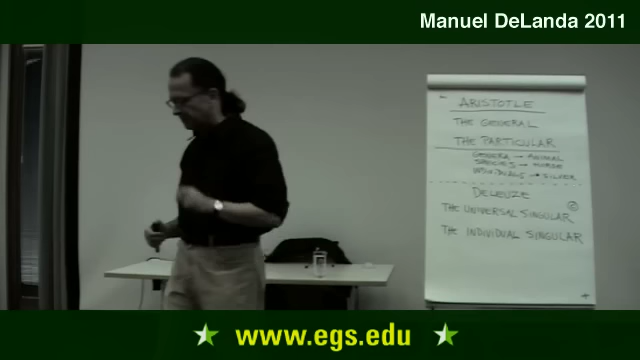 Manuel DeLanda 2011
ARISTOTLE
THE GENERAL
THE PARTICULAR
GENERA → ANIMAL
SPECIES → HORSE
INDIVIDUALS → SILVER
DELEUZE
THE UNIVERSAL SINGULAR
THE INDIVIDUAL SINGULAR
www.egs.edu